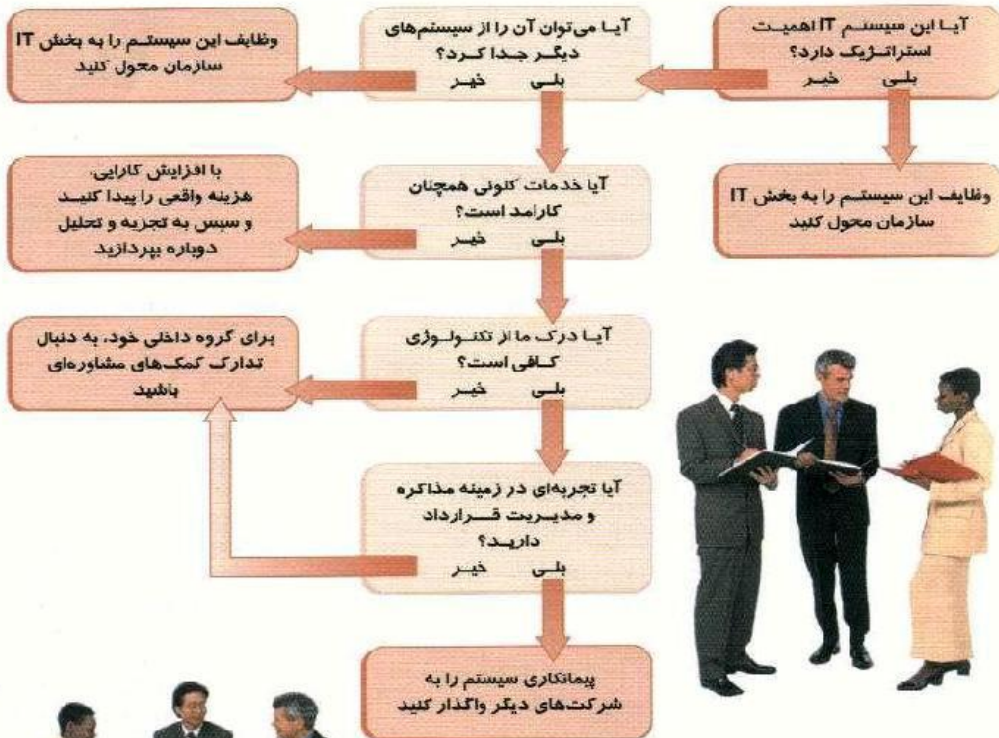 آیا این سیستم IT اهمیت
استراتژیک دارد؟
بلی خیر
وظایف این سیستم را به بخش IT
سازمان محول کنید
آیا می‌توان آن را از سیستم‌های
دیگر جدا کرد؟
بلی خیر
وظایف این سیستم را به بخش IT
سازمان محول کنید
آیا خدمات کنونی همچنان
کارامد است؟
بلی خیر
با افزایش کارایی،
هزینه واقعی را پیدا کنید
و سپس به تجزیه و تحلیل
دوباره بپردازید
آیا درک ما از تکنولوژی
کافی است؟
بلی خیر
برای گروه داخلی خود، به دنبال
تدارک کمک‌های مشاوره‌ای
باشید
آیا تجربه‌ای در زمینه مذاکره
و مدیریت قرارداد
دارید؟
بلی خیر
پیمانکاری سیستم را به
شرکت‌های دیگر واگذار کنید